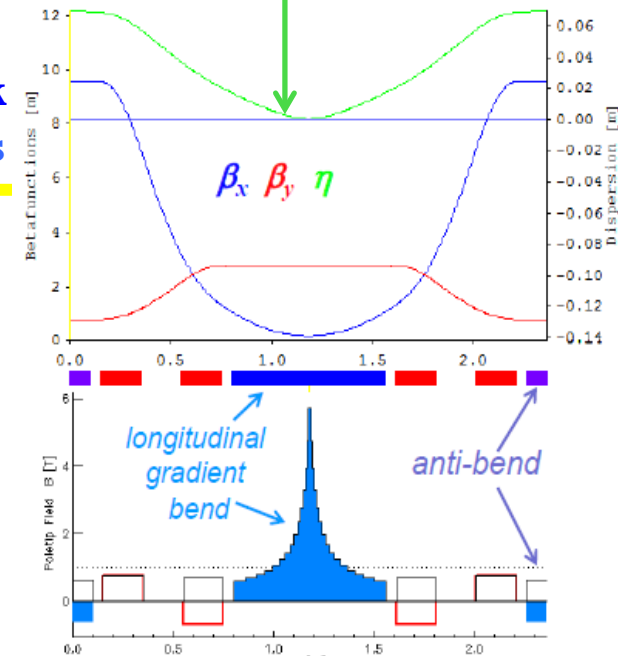 12
0.06
0.04
10
0.02
8
0.00
-0.02
6
-0.04
-0.06
4
-0.08
-0.10
2
-0.12
0
-0.14
Betafunctions [m]
Dispersion [m]
βx βy η
0.0 0.5 1.0 1.5 2.0
6
4
2
0
Poletip Field B [T]
longitudinal
gradient
bend
anti-bend
0.0 0.5 1.0 1.5 2.0